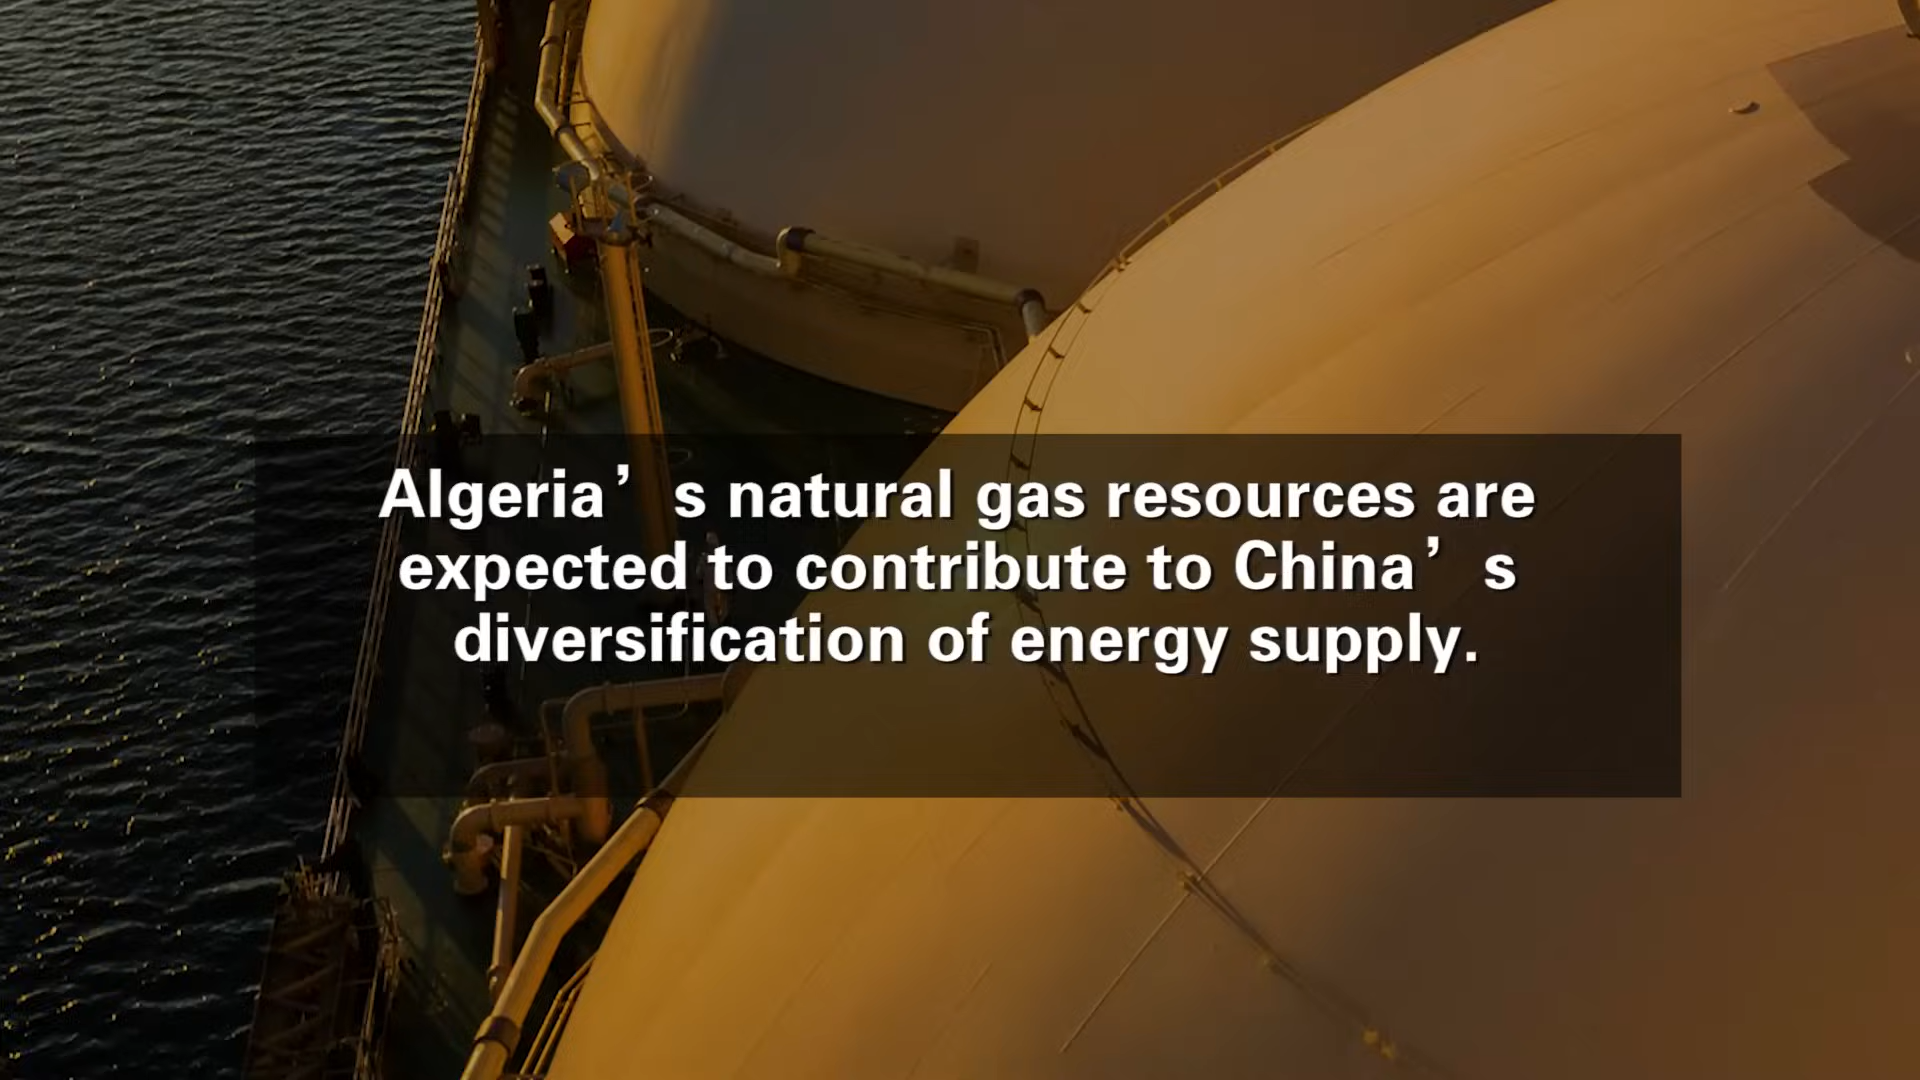 Algeria’s natural gas resources are
expected to contribute to China’s
diversification of energy supply.